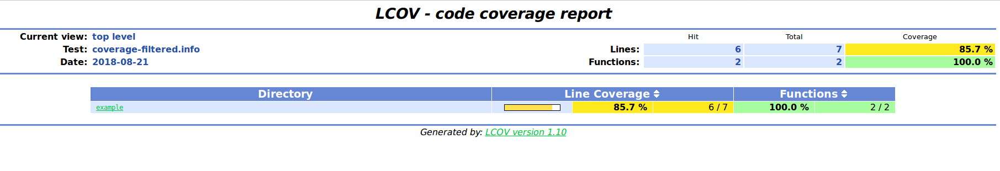 LCOV - code coverage report
Current view: top level Hit Total Coverage
Test: coverage-filtered.info Lines: 6 7 85.7 %
Date: 2018-08-21 Functions: 2 2 100.0 %
Directory Line Coverage Functions
example 85.7 % 6 / 7 100.0 % 2 / 2
Generated by: LCOV version 1.10